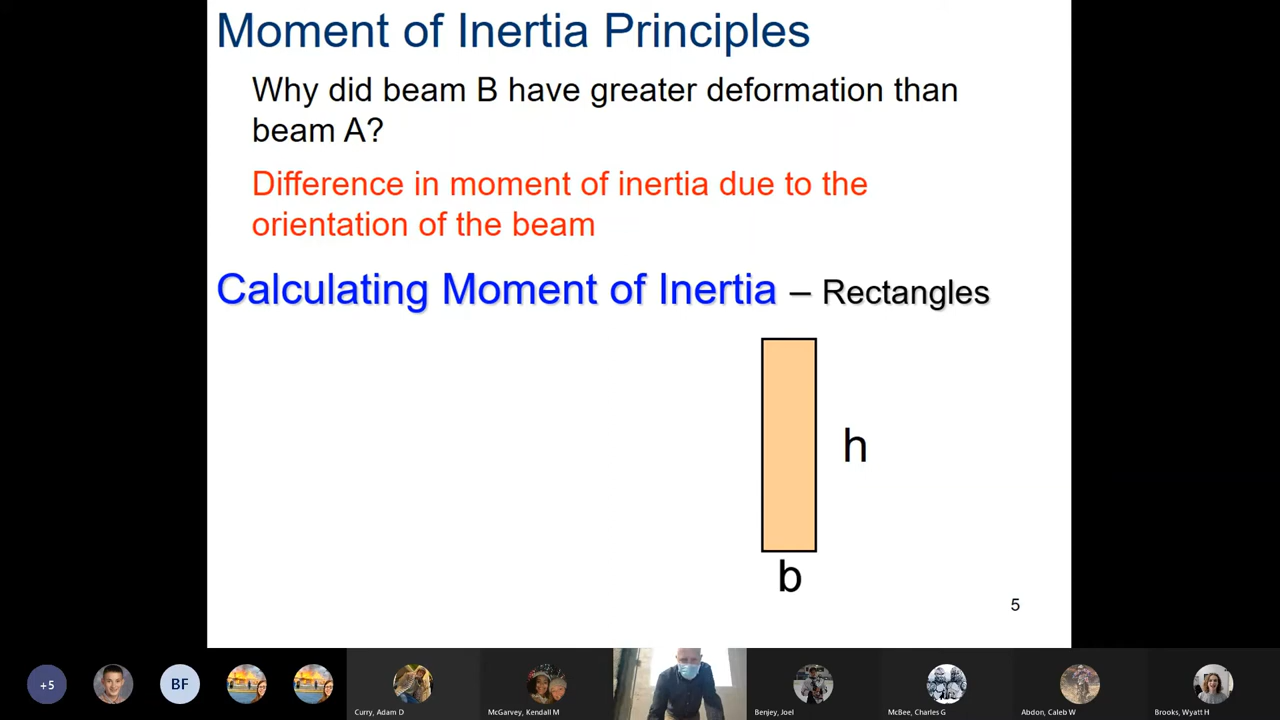 Moment of Inertia Principles
Why did beam B have greater deformation than
beam A?
Difference in moment of inertia due to the
orientation of the beam
Calculating Moment of Inertia – Rectangles
h
b
5
+5
BF
Curry, Adam D
McGarvey, Kendall M
Benjey, Joel
McBee, Charles G
Abdon, Caleb W
Brooks, Wyatt H